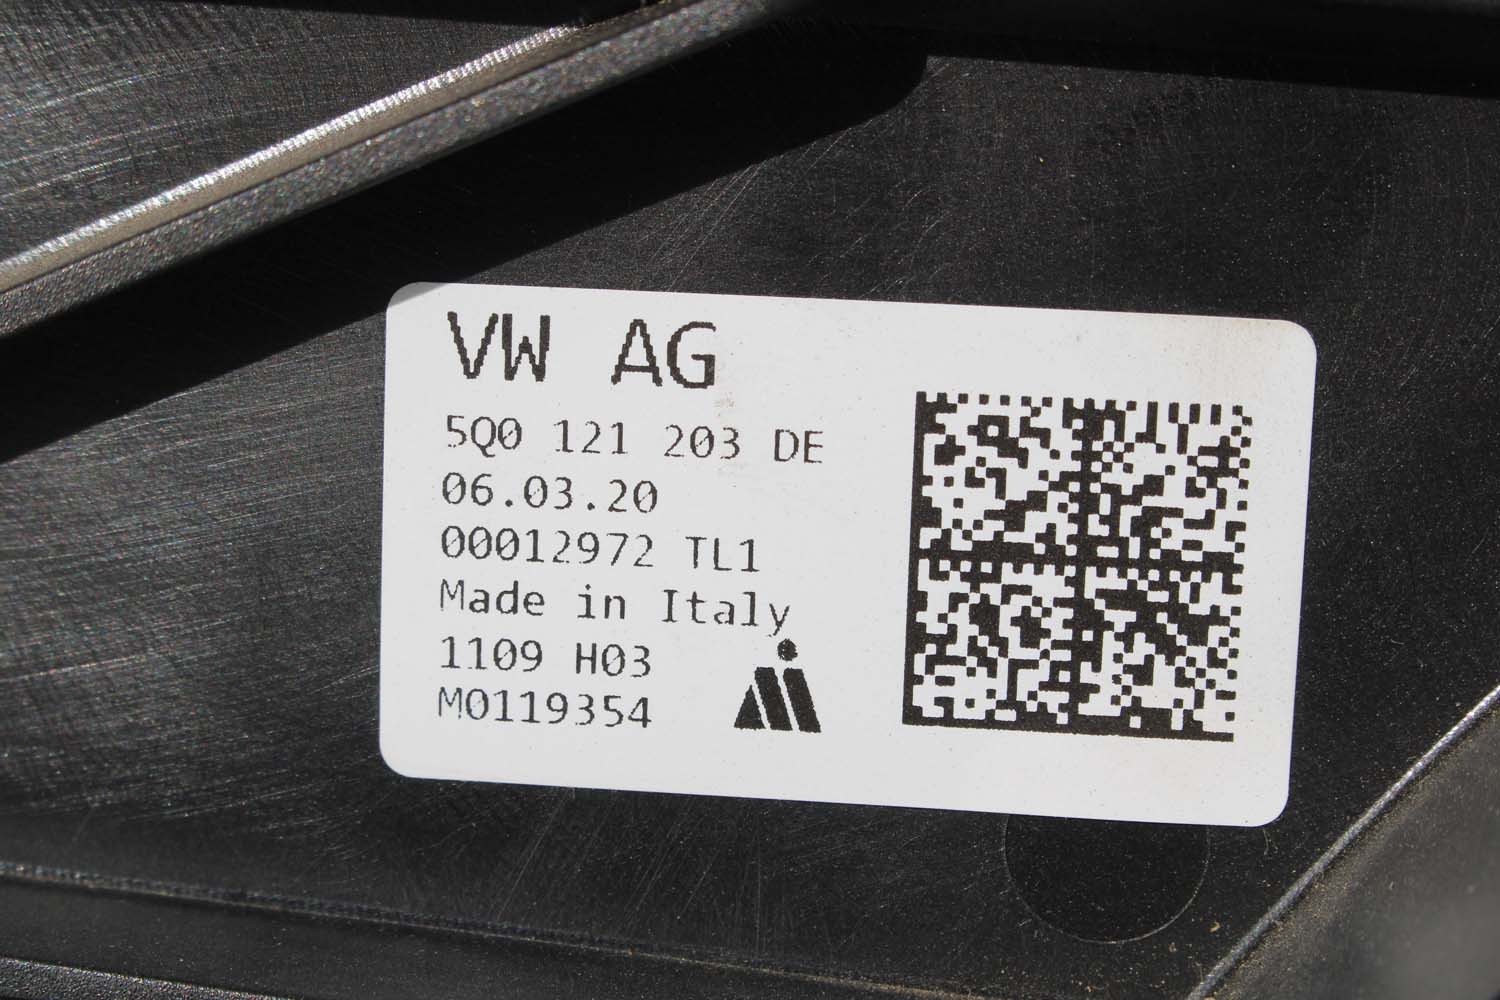 VW AG
5Q0 121 203 DE
06.03.20
00012972 TL1
Made in Italy
1109 H03
M0119354